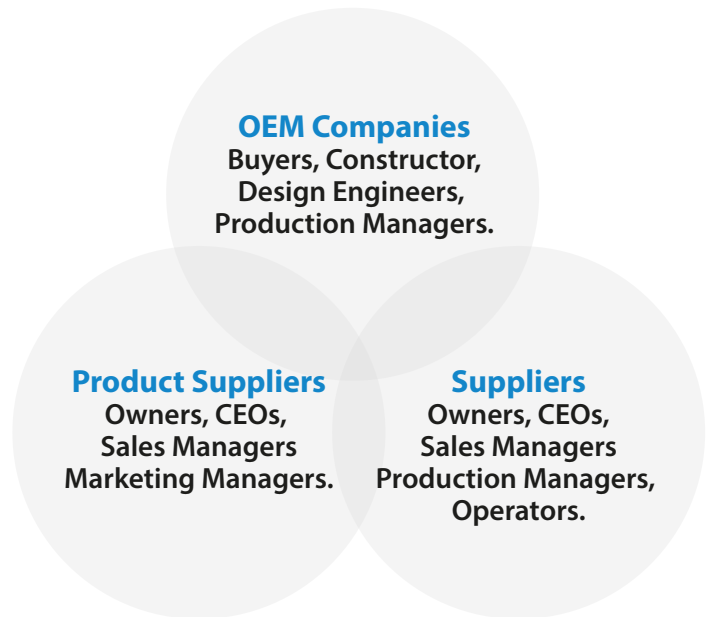 OEM Companies
Buyers, Constructor,
Design Engineers,
Production Managers.
Product Suppliers
Owners, CEOs,
Sales Managers
Marketing Managers.
Suppliers
Owners, CEOs,
Sales Managers
Production Managers,
Operators.